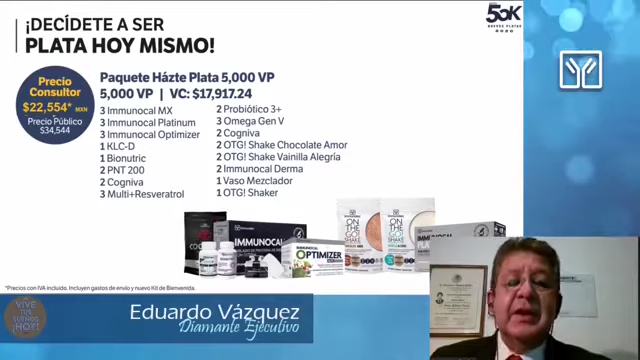 ¡DECÍDETE A SER
PLATA HOY MISMO!
50K
NUEVOS PLATAS
2020
Precio
Consultor
$22,554* MXN
Precio Público
$34,544
Paquete Házte Plata 5,000 VP
5,000 VP | VC: $17,917.24
3 Immunocal MX
3 Immunocal Platinum
3 Immunocal Optimizer
1 KLC-D
1 Bionutric
2 PNT 200
2 Cogniva
3 Multi+Resveratrol
2 Probiótico 3+
3 Omega Gen V
2 Cogniva
2 OTG! Shake Chocolate Amor
2 OTG! Shake Vainilla Alegría
2 Immunocal Derma
1 Vaso Mezclador
1 OTG! Shaker
IMMUNOCAL
OPTIMIZER
ON THE
GO!
SHAKE
ON THE
GO!
SHAKE
*Precios con IVA incluido. Incluyen gastos de envío y nuevo Kit de Bienvenida.
VIVE
TUS
SUEÑOS
¡HOY!
Eduardo Vázquez
Diamante Ejecutivo